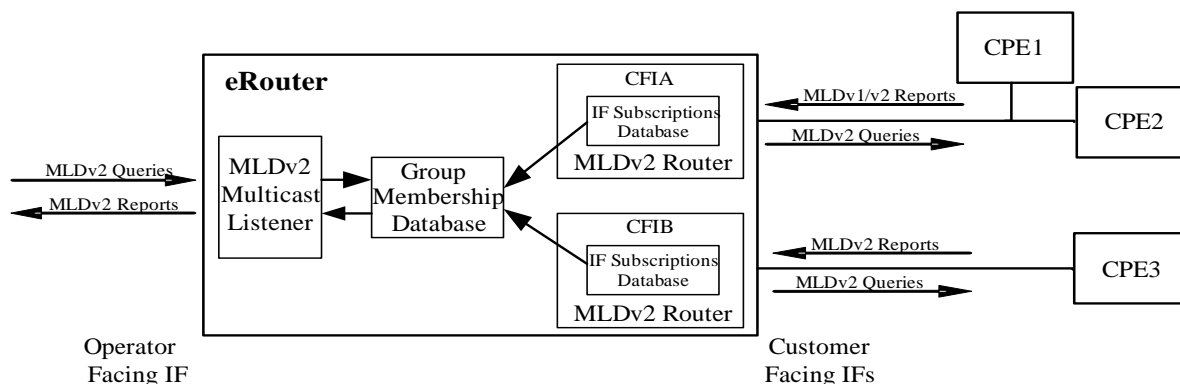 eRouter
MLDv2 Queries
MLDv2 Reports
MLDv2
Multicast
Listener
Group
Membership
Database
CFIA
IF Subscriptions
Database
MLDv2 Router
CFIB
IF Subscriptions
Database
MLDv2 Router
MLDv1/v2 Reports
MLDv2 Queries
MLDv2 Reports
MLDv2 Queries
CPE1
CPE2
CPE3
Operator
Facing IF
Customer
Facing IFs